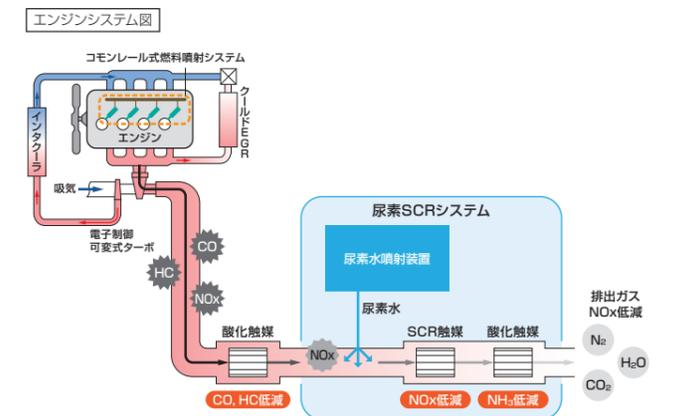 エンジンシステム図
コモンレール式燃料噴射システム
インタクーラ
エンジン
クールドEGR
吸気
電子制御
可変式ターボ
CO
HC
NOx
尿素SCRシステム
尿素水噴射装置
尿素水
酸化触媒
NOx
SCR触媒
酸化触媒
CO, HC低減
NOx低減
NH₃低減
排出ガス
NOx低減
N₂
H₂O
CO₂